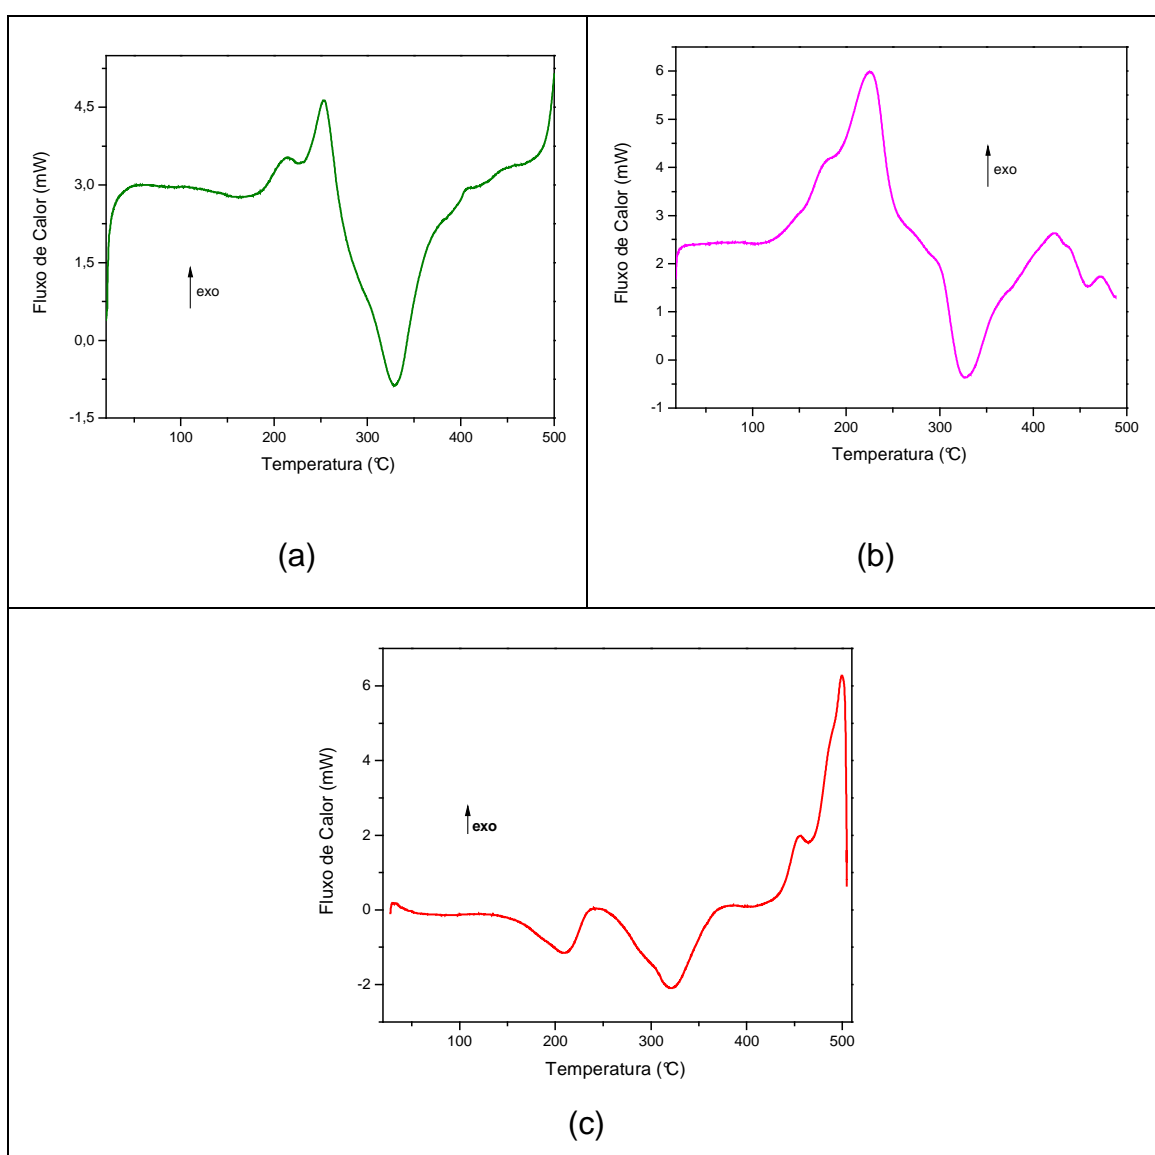 4,5
3,0
1,5
0,0
-1,5
Fluxo de Calor (mW)
exo
100 200 300 400 500
Temperatura (°C)
(a)
6
5
4
3
2
1
0
-1
Fluxo de Calor (mW)
exo
100 200 300 400 500
Temperatura (°C)
(b)
6
4
2
0
-2
Fluxo de Calor (mW)
exo
100 200 300 400 500
Temperatura (°C)
(c)